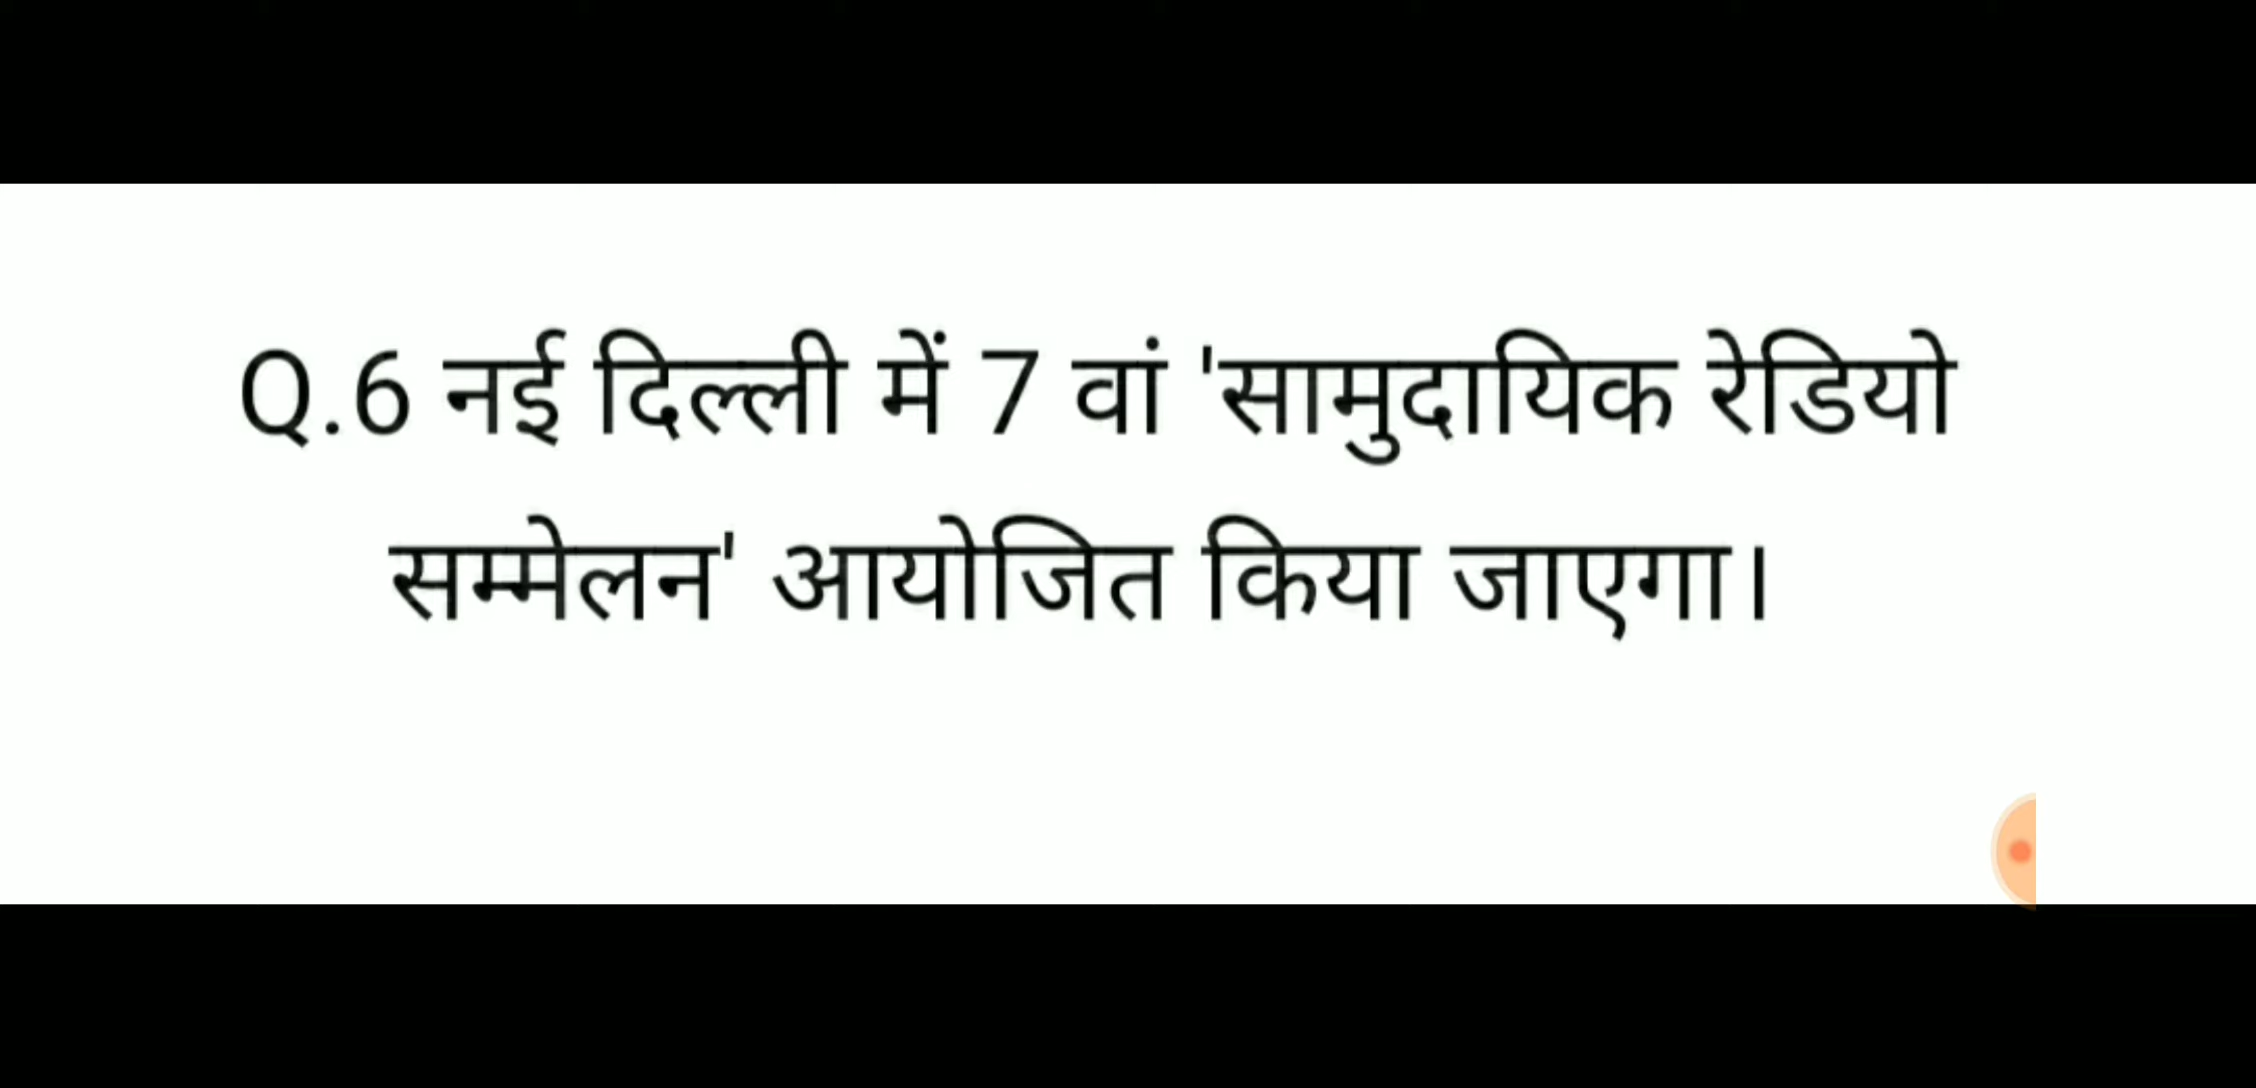 Q.6 नई दिल्ली में 7 वां 'सामुदायिक रेडियो
सम्मेलन' आयोजित किया जाएगा।